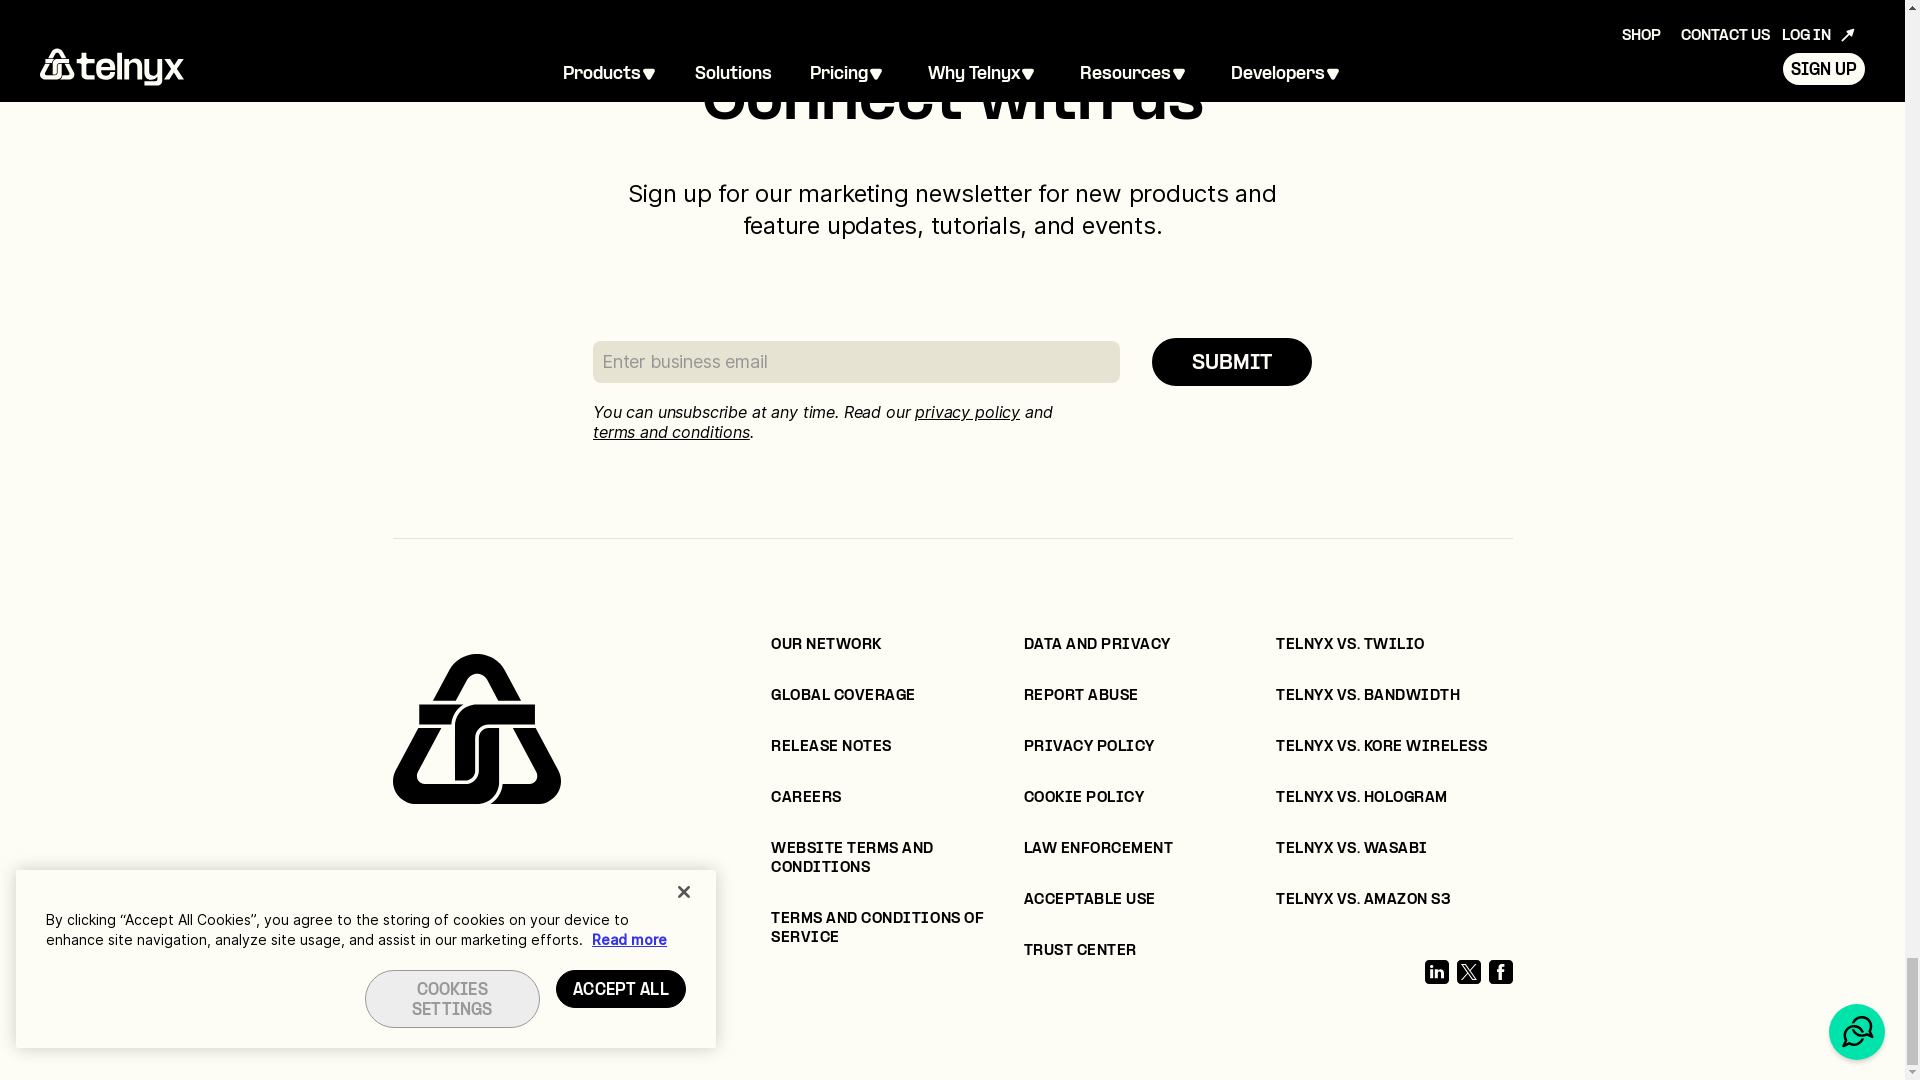 SHOP CONTACT US LOG IN
telnyx
Products Solutions Pricing Why Telnyx Resources Developers
SIGN UP
Connect with us
Sign up for our marketing newsletter for new products and
feature updates, tutorials, and events.
Enter business email
SUBMIT
You can unsubscribe at any time. Read our privacy policy and
terms and conditions.
OUR NETWORK
GLOBAL COVERAGE
RELEASE NOTES
CAREERS
WEBSITE TERMS AND
CONDITIONS
TERMS AND CONDITIONS OF
SERVICE
DATA AND PRIVACY
REPORT ABUSE
PRIVACY POLICY
COOKIE POLICY
LAW ENFORCEMENT
ACCEPTABLE USE
TRUST CENTER
TELNYX VS. TWILIO
TELNYX VS. BANDWIDTH
TELNYX VS. KORE WIRELESS
TELNYX VS. HOLOGRAM
TELNYX VS. WASABI
TELNYX VS. AMAZON S3
By clicking “Accept All Cookies”, you agree to the storing of cookies on your device to
enhance site navigation, analyze site usage, and assist in our marketing efforts. Read more
COOKIES
SETTINGS
ACCEPT ALL